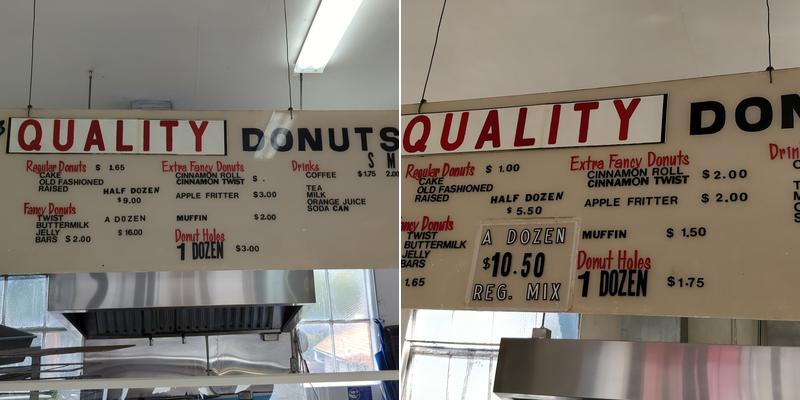 QUALITY DONUTS
Regular Donuts $ 1.65
CAKE
OLD FASHIONED
RAISED
HALF DOZEN
$9.00
Fancy Donuts
TWIST
BUTTERMILK
JELLY
BARS $ 2.00
A DOZEN
$ 16.00
Extra Fancy Donuts
CINNAMON ROLL
CINNAMON TWIST
$ .
APPLE FRITTER $3.00
MUFFIN $2.00
Donut Holes
1 DOZEN $3.00
Drinks S M
COFFEE $1.75 2.00
TEA
MILK
ORANGE JUICE
SODA CAN
QUALITY DON
Regular Donuts $ 1.00
CAKE
OLD FASHIONED
RAISED
HALF DOZEN
$ 5.50
ncy Donuts
TWIST
BUTTERMILK
JELLY
ARS
1.65
A DOZEN
$10.50
REG. MIX
Extra Fancy Donuts
CINNAMON ROLL
CINNAMON TWIST
$2.00
APPLE FRITTER $ 2.00
MUFFIN $ 1.50
Donut Holes
1 DOZEN $1.75
Drin